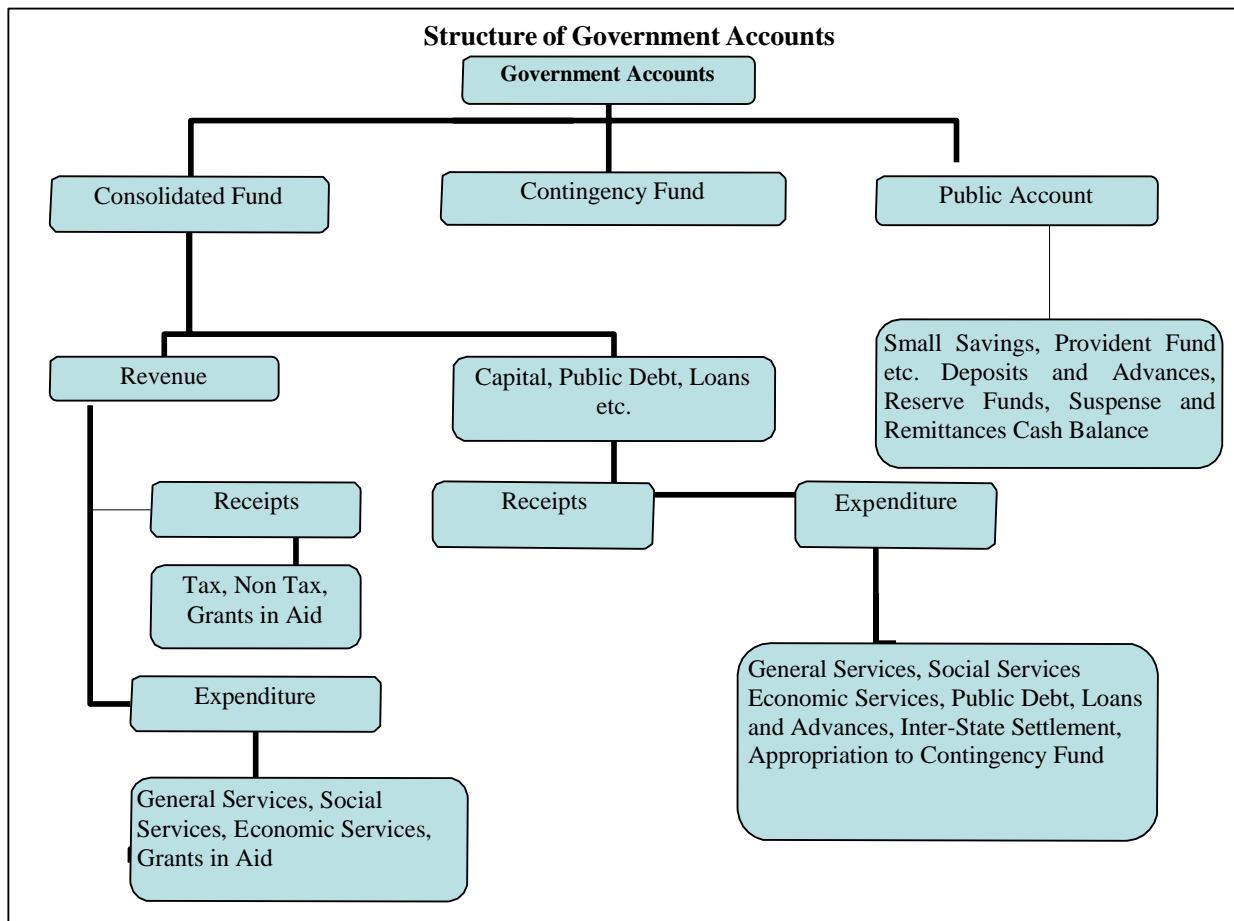 Structure of Government Accounts
Government Accounts
Consolidated Fund
Contingency Fund
Public Account
Small Savings, Provident Fund
etc. Deposits and Advances,
Reserve Funds, Suspense and
Remittances Cash Balance
Revenue
Capital, Public Debt, Loans
etc.
Receipts
Tax, Non Tax,
Grants in Aid
Expenditure
General Services, Social
Services, Economic Services,
Grants in Aid
Receipts
Expenditure
General Services, Social Services
Economic Services, Public Debt, Loans
and Advances, Inter-State Settlement,
Appropriation to Contingency Fund